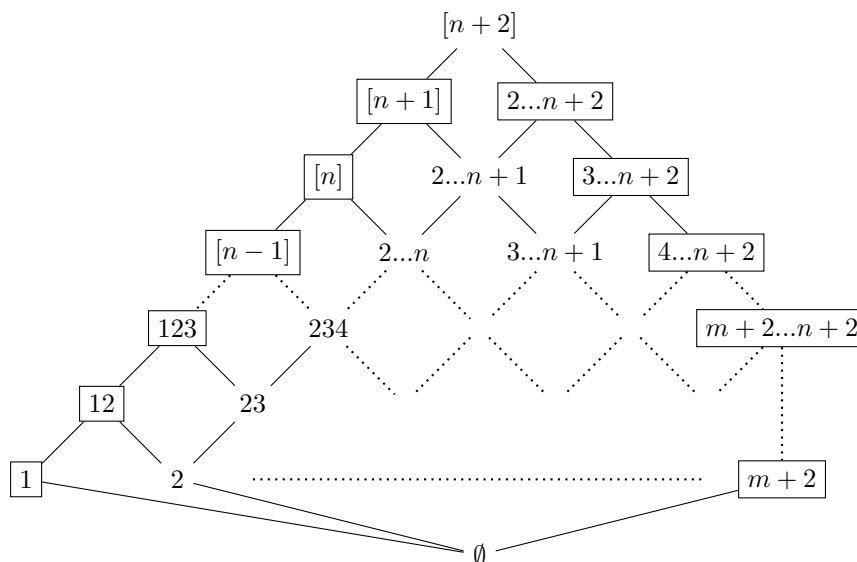 [n + 2]
[n + 1] 2...n + 2
[n] 2...n + 1 3...n + 2
[n − 1] 2...n 3...n + 1 4...n + 2
123 234 m + 2...n + 2
12 23
1 2 m + 2
∅